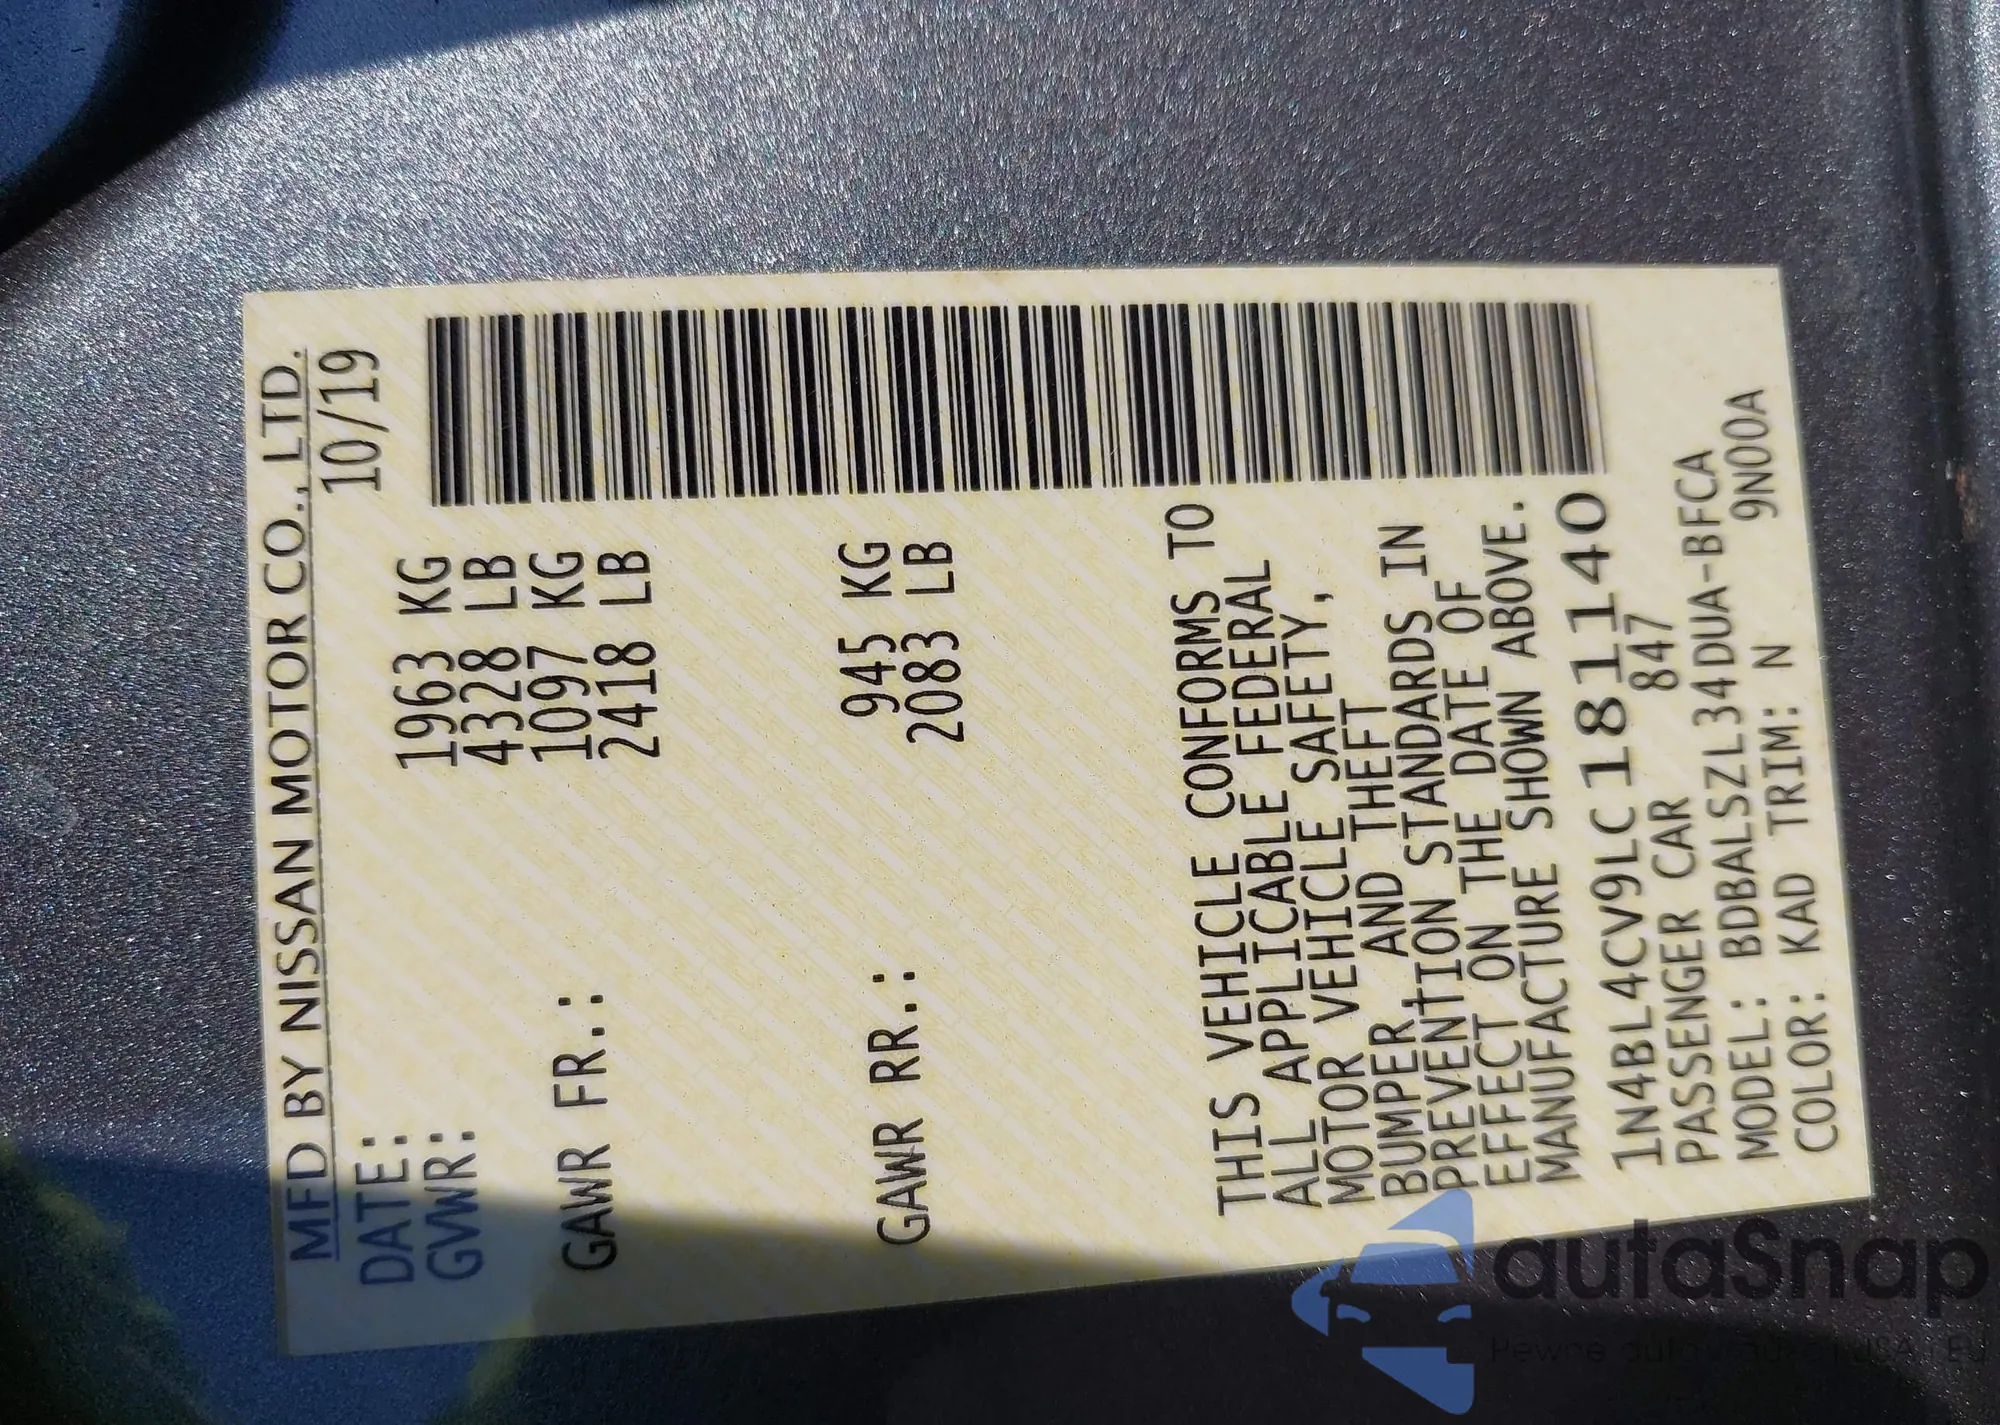 MFD BY NISSAN MOTOR CO., LTD.
DATE: 10/19
GVWR: 1963 KG
4328 LB
GAWR FR.: 1097 KG
2418 LB
GAWR RR.: 945 KG
2083 LB
THIS VEHICLE CONFORMS TO
ALL APPLICABLE FEDERAL
MOTOR VEHICLE SAFETY,
BUMPER, AND THEFT
PREVENTION STANDARDS IN
EFFECT ON THE DATE OF
MANUFACTURE SHOWN ABOVE.
1N4BL4CV9LC181140
PASSENGER CAR 847
MODEL: BDBALSZL34DUA-BFCA
COLOR: KAD TRIM: N 9N00A
autaSnap
Pewne auta